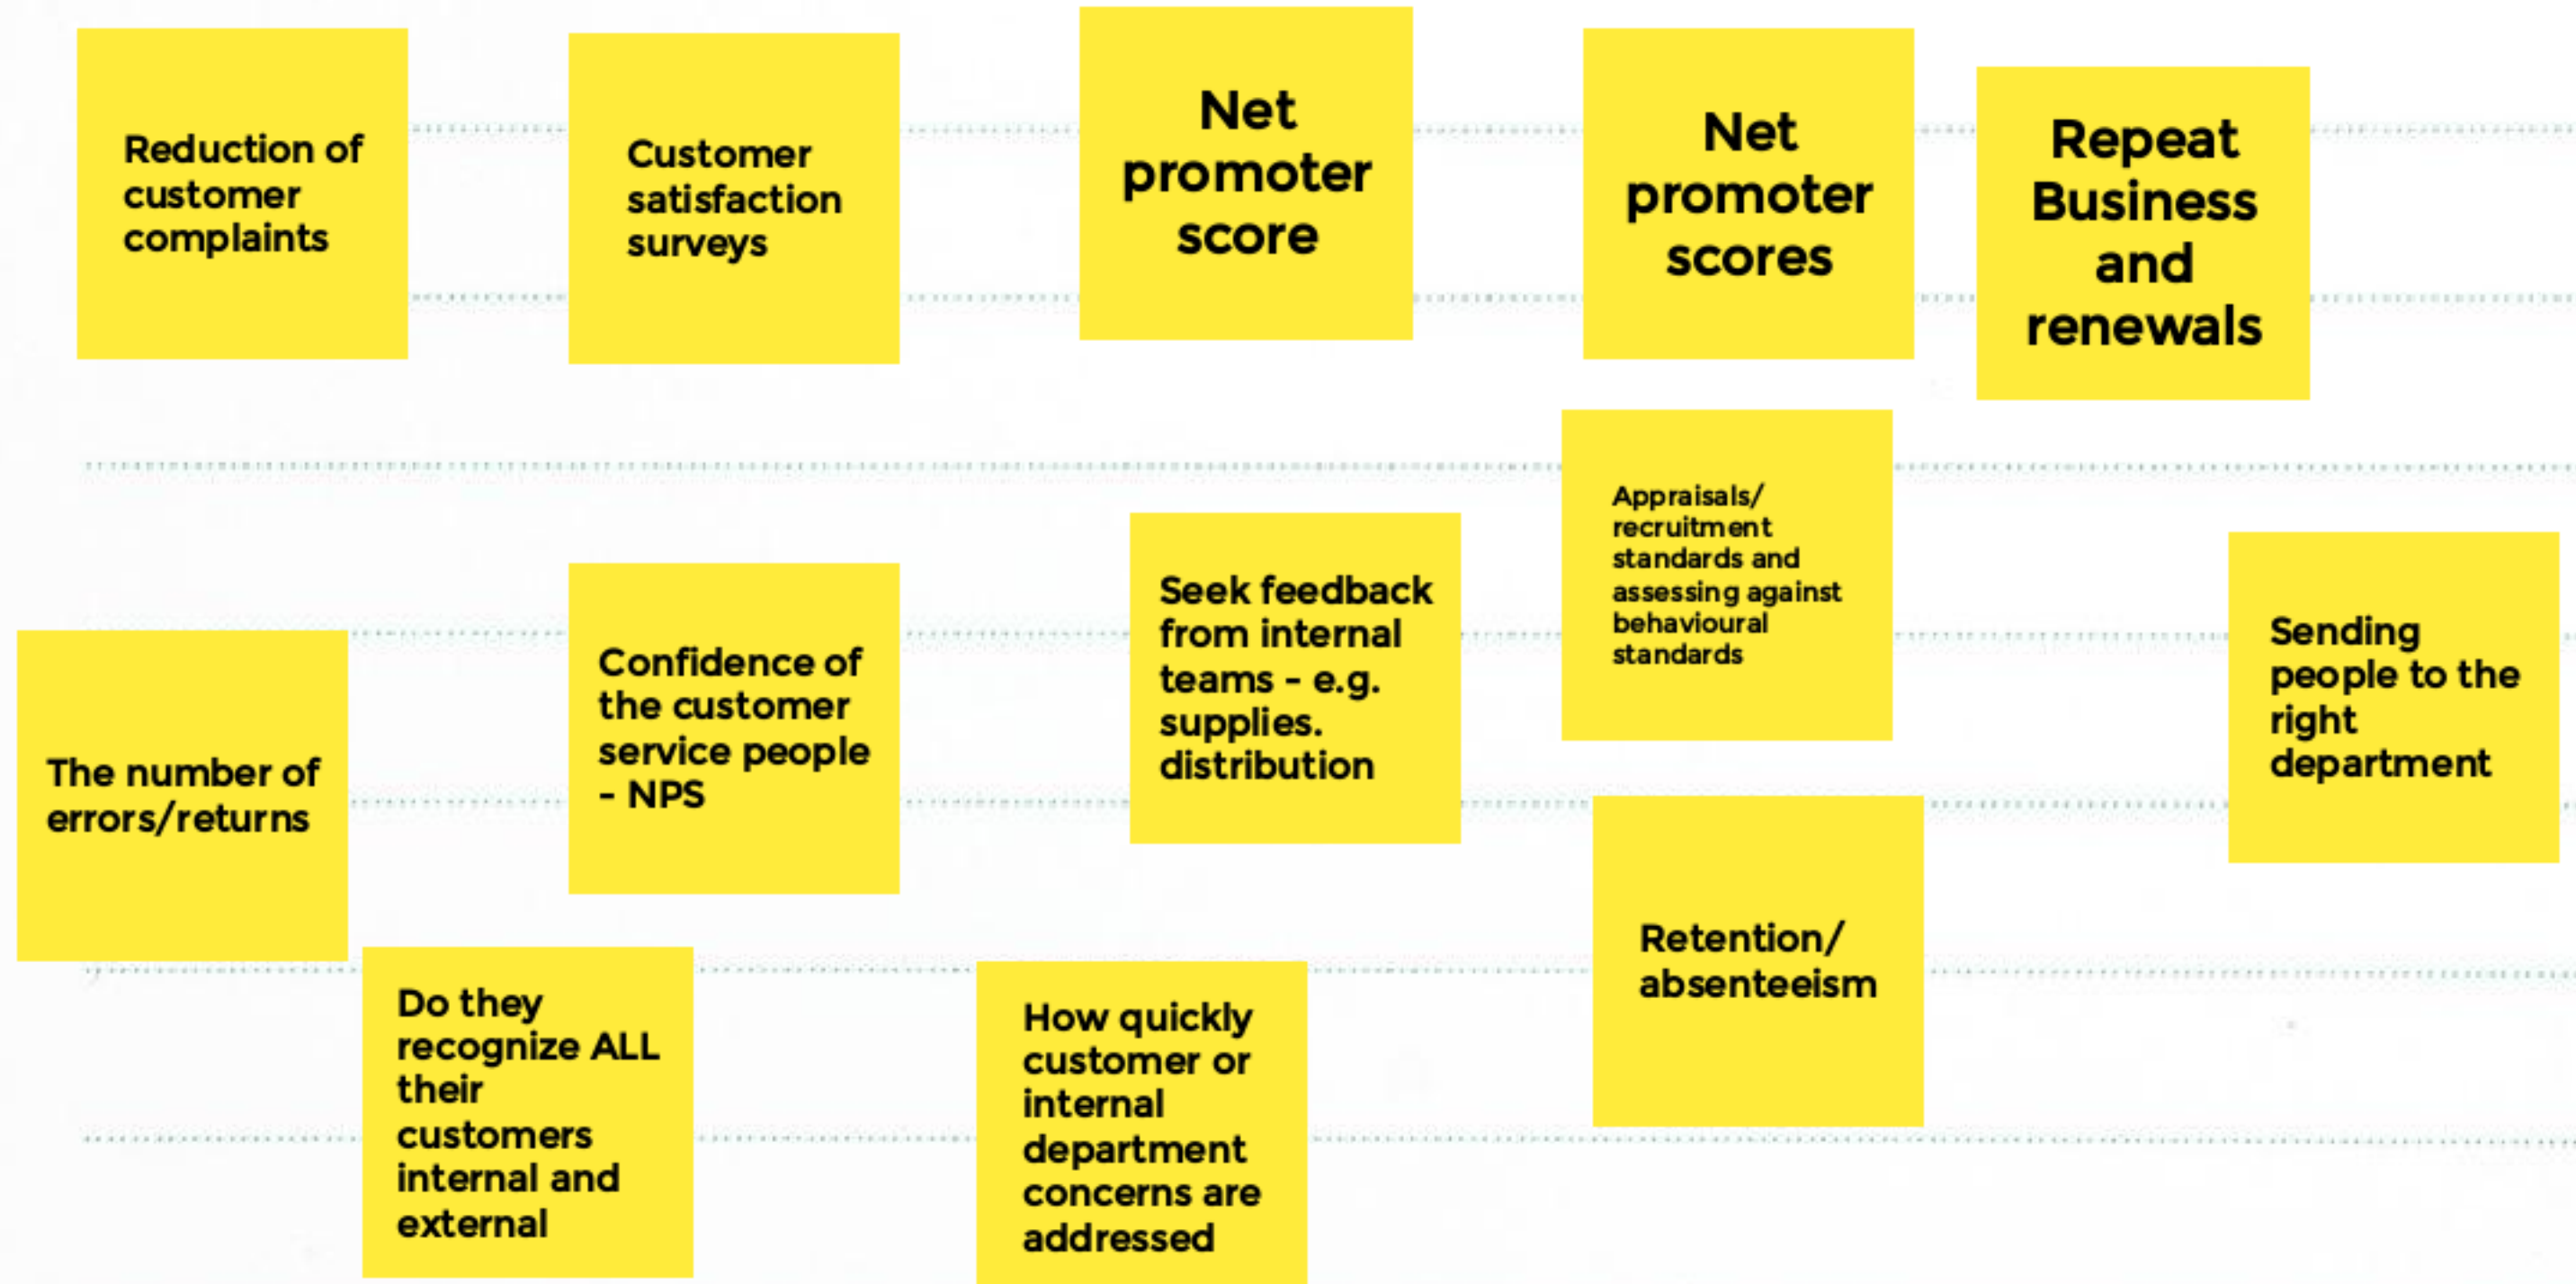 Reduction of
customer
complaints
Customer
satisfaction
surveys
Net
promoter
score
Net
promoter
scores
Repeat
Business
and
renewals
Appraisals/
recruitment
standards and
assessing against
behavioural
standards
Seek feedback
from internal
teams - e.g.
supplies.
distribution
Sending
people to the
right
department
Confidence of
the customer
service people
- NPS
The number of
errors/returns
Retention/
absenteeism
Do they
recognize ALL
their
customers
internal and
external
How quickly
customer or
internal
department
concerns are
addressed